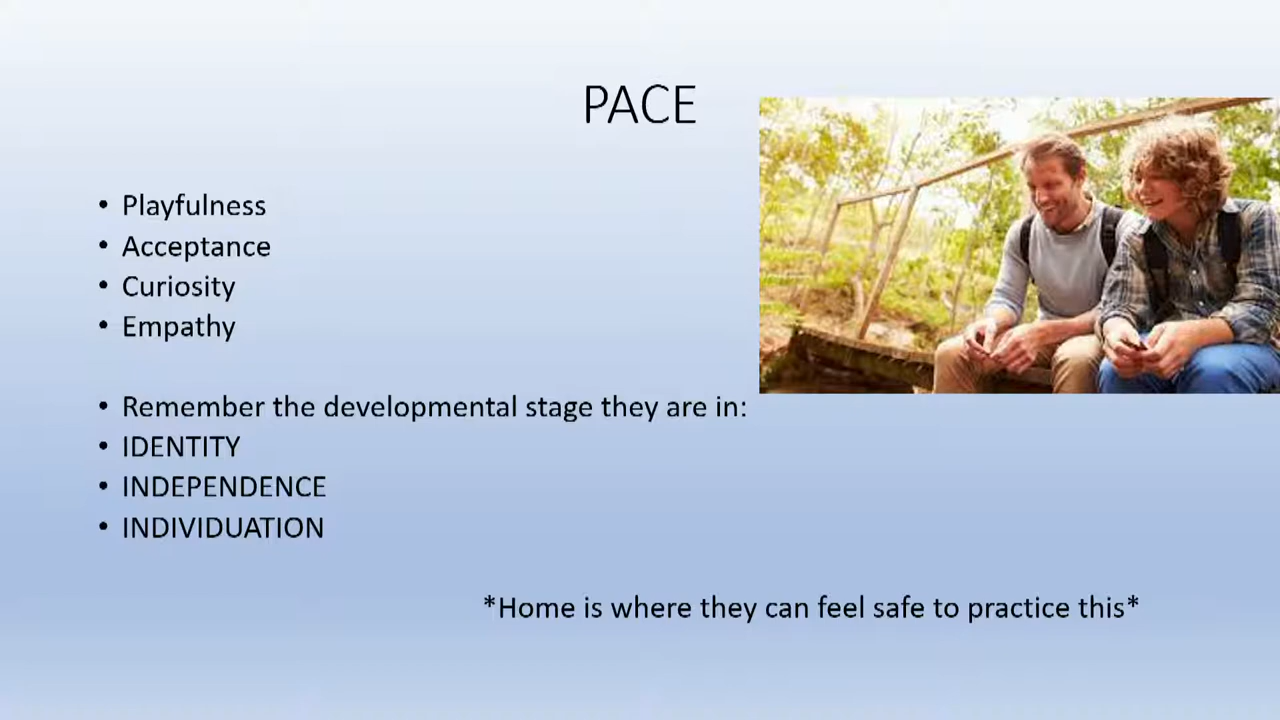 PACE
• Playfulness
• Acceptance
• Curiosity
• Empathy
• Remember the developmental stage they are in:
• IDENTITY
• INDEPENDENCE
• INDIVIDUATION
*Home is where they can feel safe to practice this*